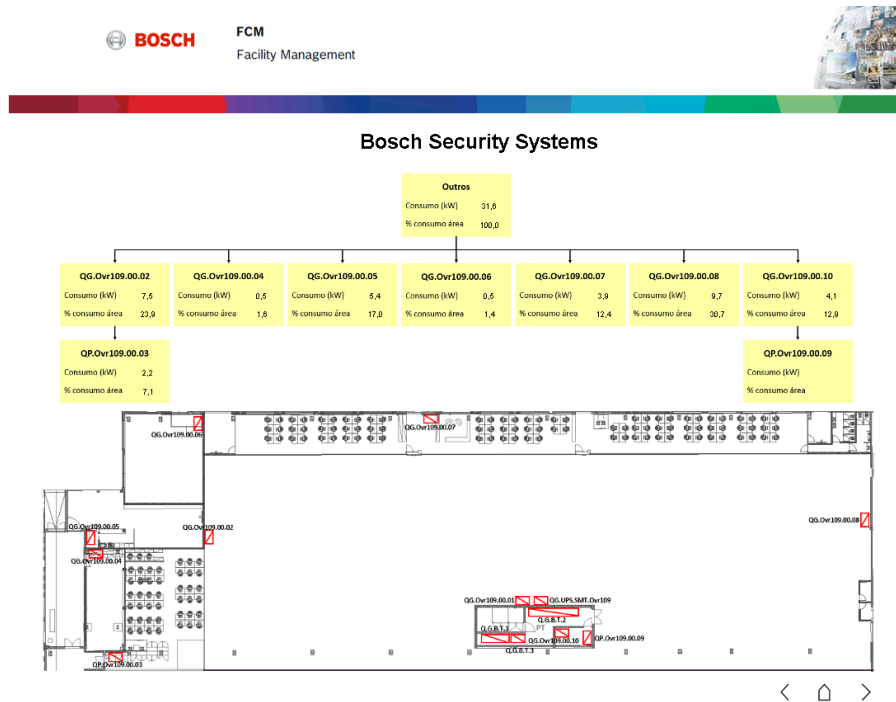 BOSCH
FCM
Facility Management
Bosch Security Systems
Outros
Consumo (kW) 31,6
% consumo área 100,0
QG.Ovr109.00.02
Consumo (kW) 7,5
% consumo área 23,9
QG.Ovr109.00.04
Consumo (kW) 0,5
% consumo área 1,6
QG.Ovr109.00.05
Consumo (kW) 5,4
% consumo área 17,0
QG.Ovr109.00.06
Consumo (kW) 0,5
% consumo área 1,4
QG.Ovr109.00.07
Consumo (kW) 3,9
% consumo área 12,4
QG.Ovr109.00.08
Consumo (kW) 9,7
% consumo área 30,7
QG.Ovr109.00.10
Consumo (kW) 4,1
% consumo área 12,9
QP.Ovr109.00.03
Consumo (kW) 2,2
% consumo área 7,1
QP.Ovr109.00.09
Consumo (kW)
% consumo área
QG.Ovr109.00.06
QG.Ovr109.00.07
QG.Ovr109.00.05
QG.Ovr109.00.02
QG.Ovr109.00.08
QG.Ovr109.00.04
QG.Ovr109.00.01
QG.UPS.SMT.Ovr109
Q.G.B.T.2
Q.G.B.T.1
PT
QG.Ovr109.00.10
QP.Ovr109.00.09
Q.G.B.T.3
QP.Ovr109.00.03